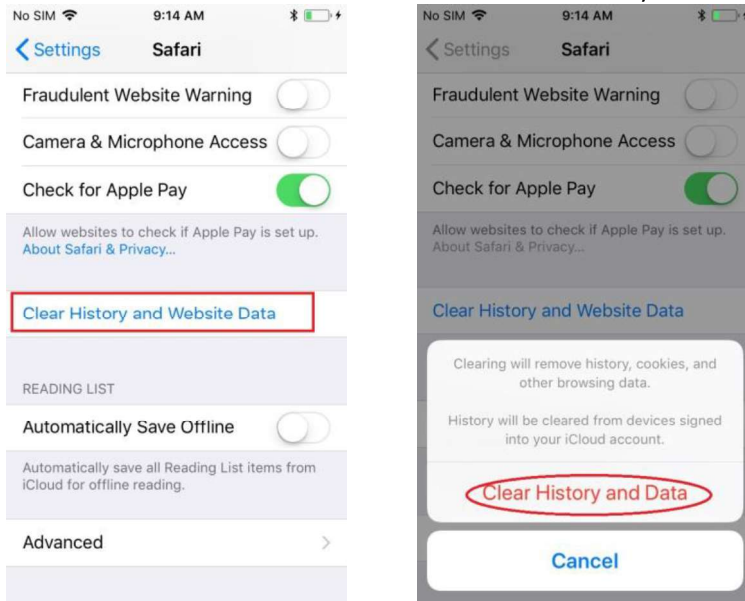 No SIM 9:14 AM
Settings Safari
Fraudulent Website Warning
Camera & Microphone Access
Check for Apple Pay
Allow websites to check if Apple Pay is set up.
About Safari & Privacy...
Clear History and Website Data
READING LIST
Automatically Save Offline
Automatically save all Reading List items from
iCloud for offline reading.
Advanced
No SIM 9:14 AM
Settings Safari
Fraudulent Website Warning
Camera & Microphone Access
Check for Apple Pay
Allow websites to check if Apple Pay is set up.
About Safari & Privacy...
Clear History and Website Data
Clearing will remove history, cookies, and
other browsing data.
History will be cleared from devices signed
into your iCloud account.
Clear History and Data
Cancel